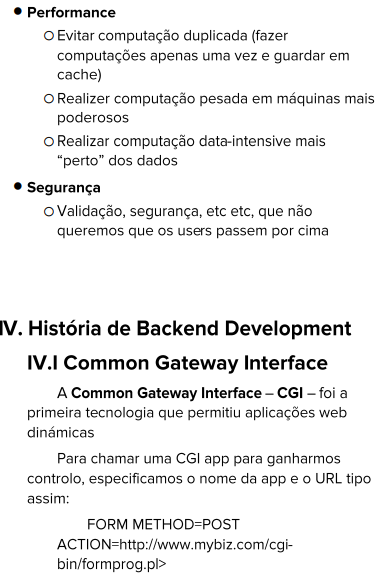 ● Performance
○ Evitar computação duplicada (fazer
computações apenas uma vez e guardar em
cache)
○ Realizer computação pesada em máquinas mais
poderosos
○ Realizar computação data-intensive mais
“perto” dos dados
● Segurança
○ Validação, segurança, etc etc, que não
queremos que os users passem por cima
IV. História de Backend Development
IV.I Common Gateway Interface
A Common Gateway Interface – CGI – foi a
primeira tecnologia que permitiu aplicações web
dinámicas
Para chamar uma CGI app para ganharmos
controlo, especificamos o nome da app e o URL tipo
assim:
FORM METHOD=POST
ACTION=http://www.mybiz.com/cgi-
bin/formprog.pl>